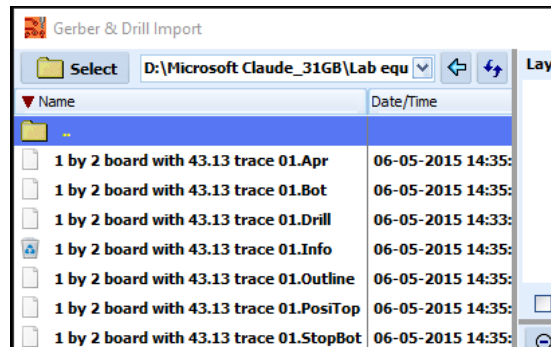 Gerber & Drill Import
Select D:\Microsoft Claude_31GB\Lab equ Lay
Name Date/Time
..
1 by 2 board with 43.13 trace 01.Apr 06-05-2015 14:35:
1 by 2 board with 43.13 trace 01.Bot 06-05-2015 14:35:
1 by 2 board with 43.13 trace 01.Drill 06-05-2015 14:33:
1 by 2 board with 43.13 trace 01.Info 06-05-2015 14:35:
1 by 2 board with 43.13 trace 01.Outline 06-05-2015 14:35:
1 by 2 board with 43.13 trace 01.PosiTop 06-05-2015 14:35:
1 by 2 board with 43.13 trace 01.StopBot 06-05-2015 14:35: